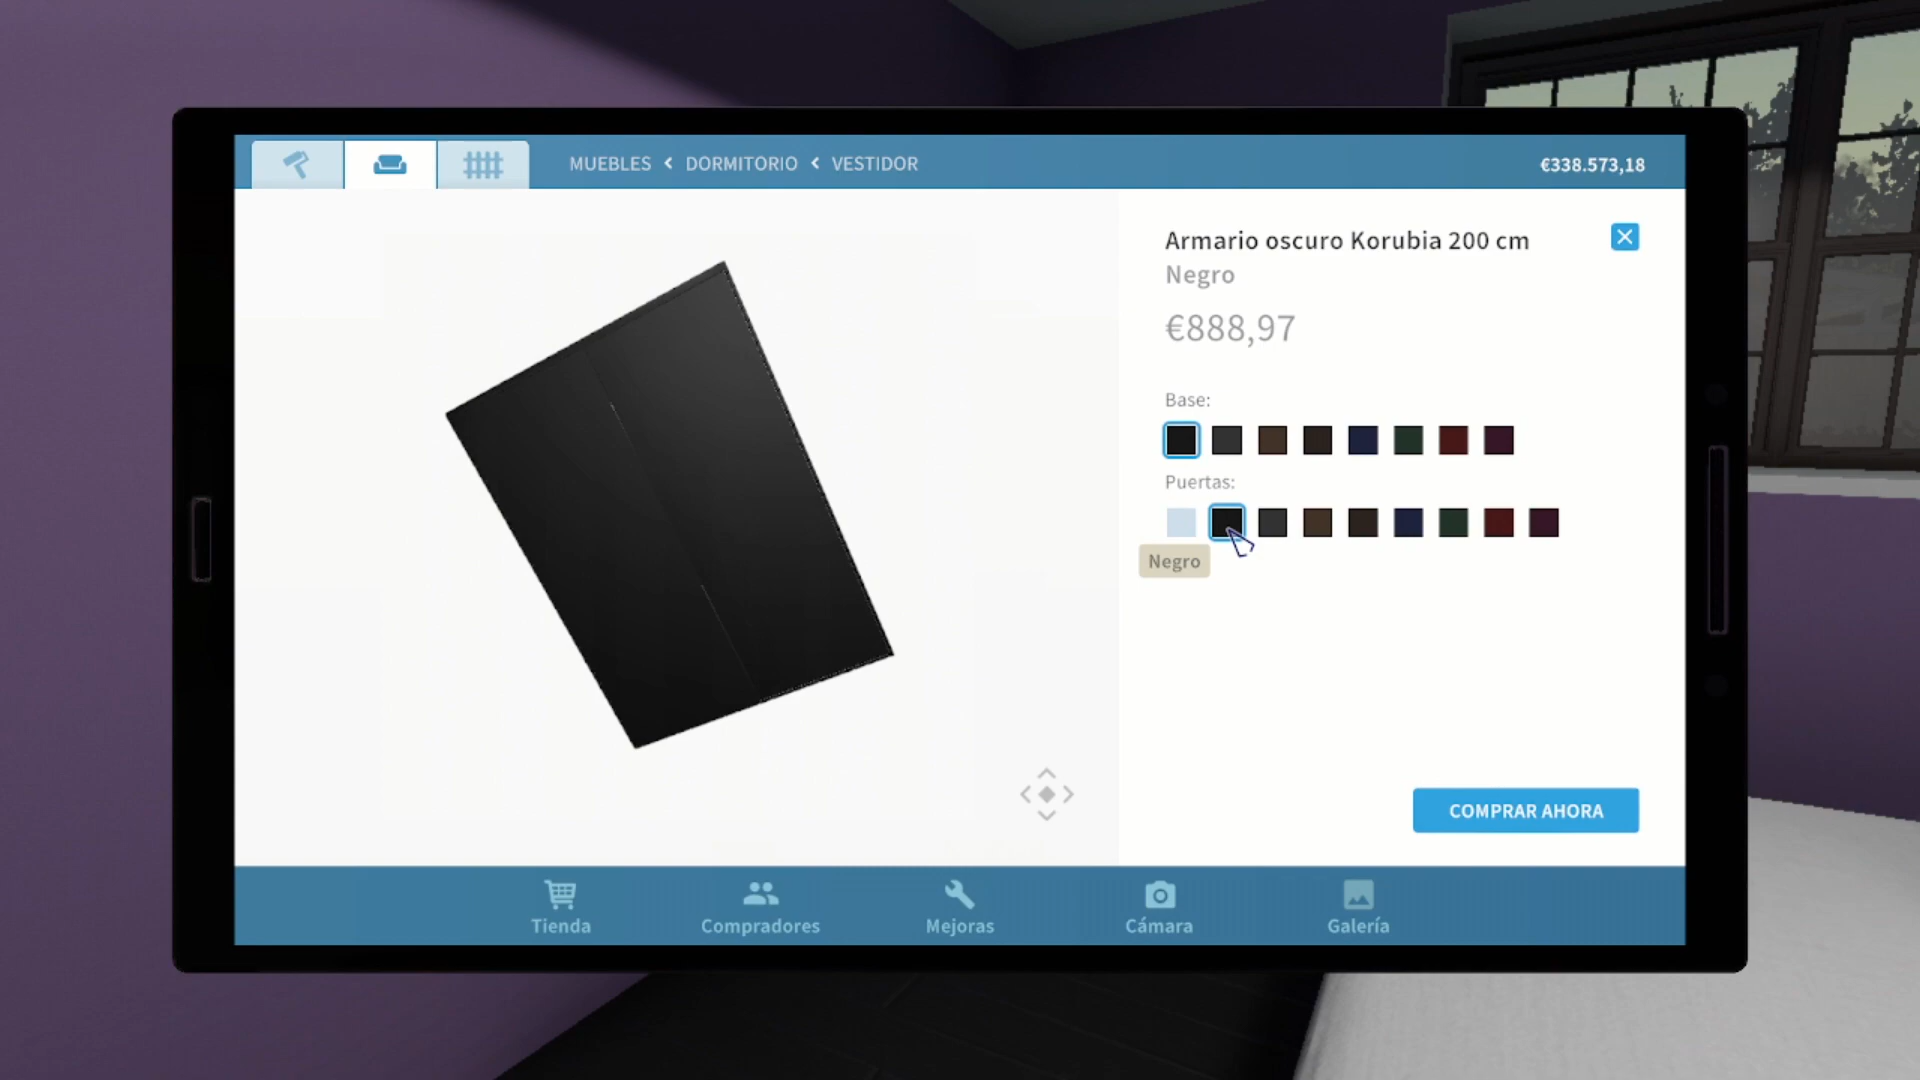 MUEBLES < DORMITORIO < VESTIDOR
€338.573,18
Armario oscuro Korubia 200 cm
Negro
€888,97
Base:
Puertas:
Negro
COMPRAR AHORA
Tienda
Compradores
Mejoras
Cámara
Galería